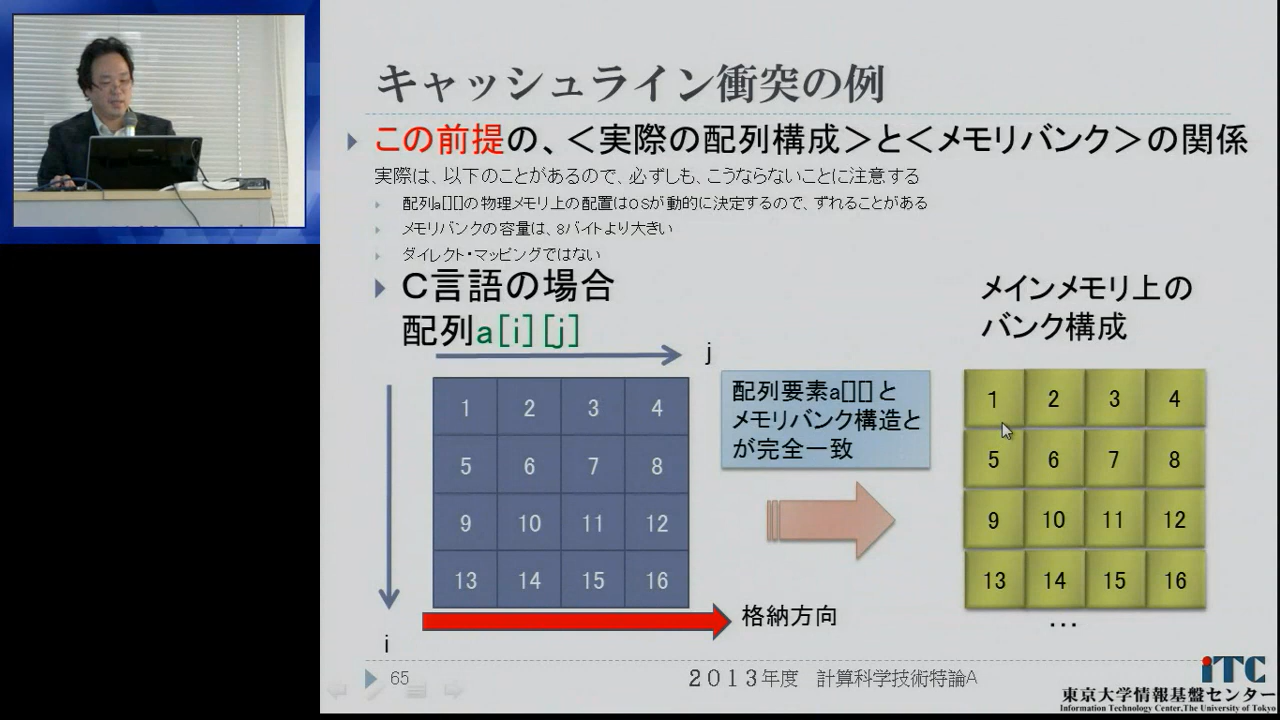 キャッシュライン衝突の例
この前提の、＜実際の配列構成＞と＜メモリバンク＞の関係
実際は、以下のことがあるので、必ずしも、こうならないことに注意する
配列a[][]の物理メモリ上の配置はOSが動的に決定するので、ずれることがある
メモリバンクの容量は、8バイトより大きい
ダイレクト・マッピングではない
C言語の場合
配列a[i][j]
j
1 2 3 4
5 6 7 8
9 10 11 12
13 14 15 16
i
格納方向
配列要素a[][]と
メモリバンク構造と
が完全一致
メインメモリ上の
バンク構成
1 2 3 4
5 6 7 8
9 10 11 12
13 14 15 16
…
65
２０１３年度　計算科学技術特論A
iTC
東京大学情報基盤センター
Information Technology Center,The University of Tokyo